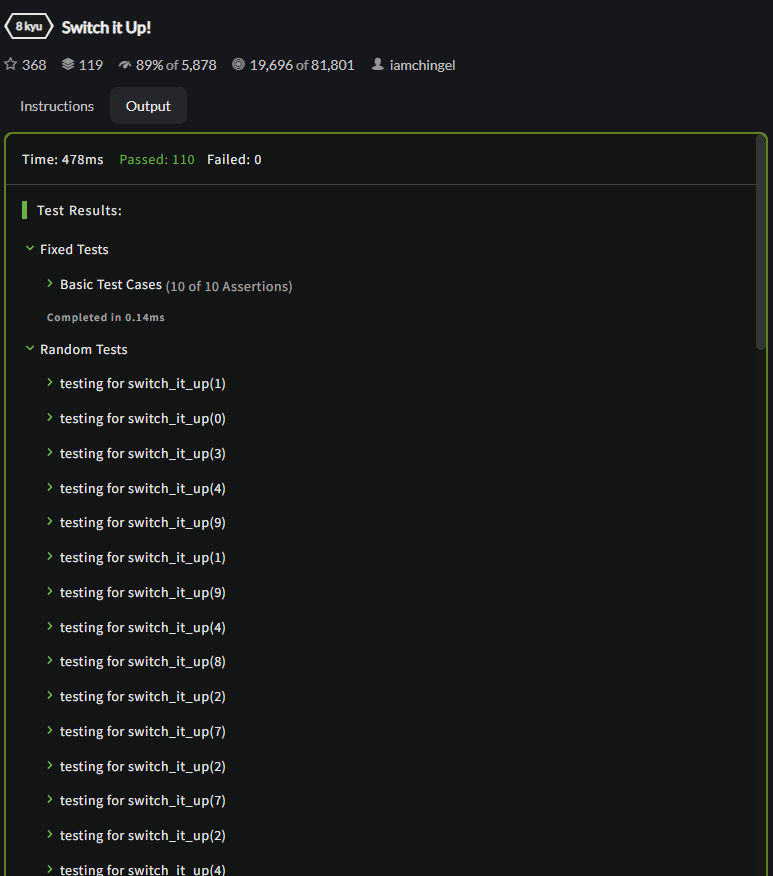 8 kyu Switch it Up!
368 119 89% of 5,878 19,696 of 81,801 iamchingel
Instructions Output
Time: 478ms Passed: 110 Failed: 0
Test Results:
Fixed Tests
Basic Test Cases (10 of 10 Assertions)
Completed in 0.14ms
Random Tests
testing for switch_it_up(1)
testing for switch_it_up(0)
testing for switch_it_up(3)
testing for switch_it_up(4)
testing for switch_it_up(9)
testing for switch_it_up(1)
testing for switch_it_up(9)
testing for switch_it_up(4)
testing for switch_it_up(8)
testing for switch_it_up(2)
testing for switch_it_up(7)
testing for switch_it_up(2)
testing for switch_it_up(7)
testing for switch_it_up(2)
testing for switch_it_up(4)